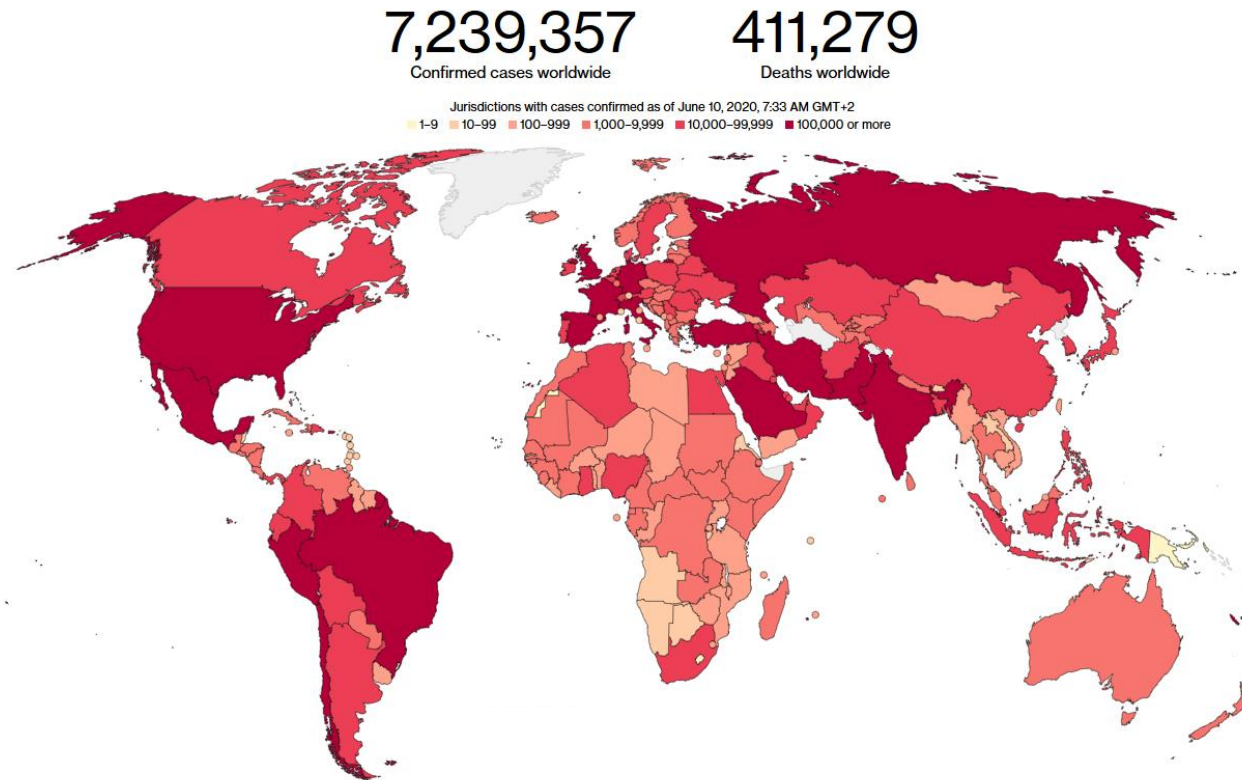 7,239,357 411,279
Confirmed cases worldwide Deaths worldwide
Jurisdictions with cases confirmed as of June 10, 2020, 7:33 AM GMT+2
1–9 10–99 100–999 1,000–9,999 10,000–99,999 100,000 or more